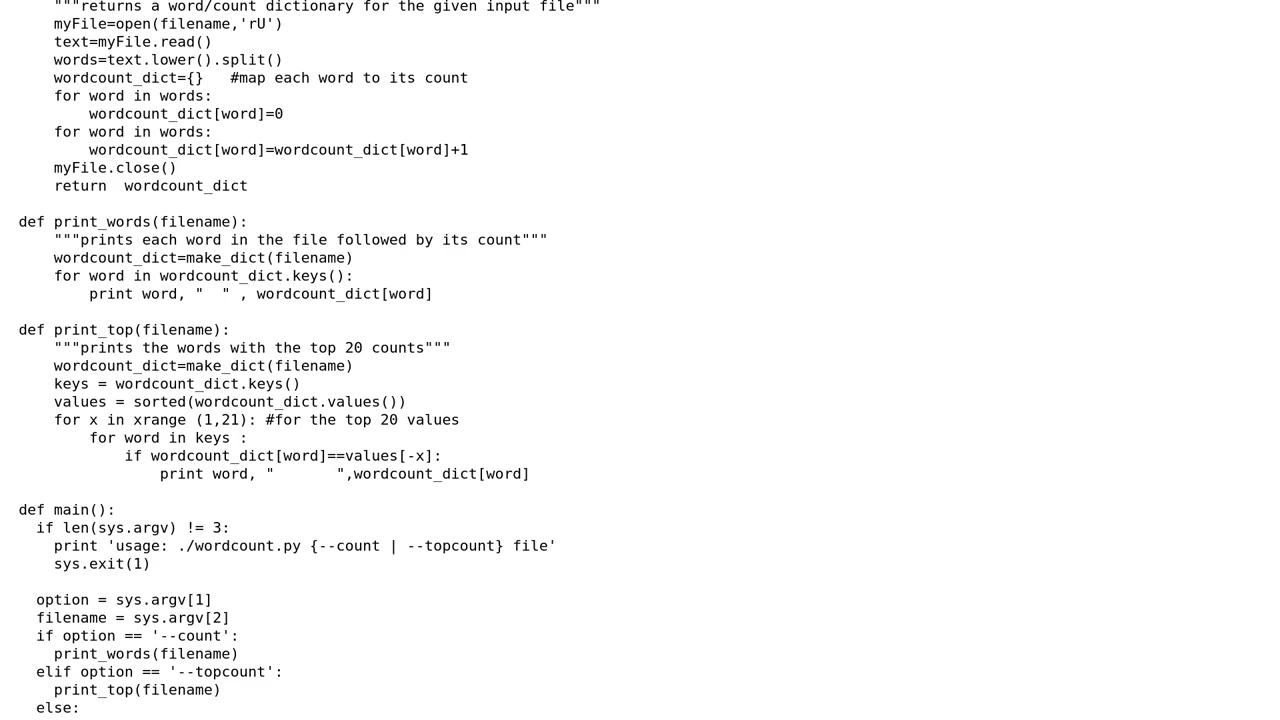 """returns a word/count dictionary for the given input file"""
    myFile=open(filename,'rU')
    text=myFile.read()
    words=text.lower().split()
    wordcount_dict={}   #map each word to its count
    for word in words:
        wordcount_dict[word]=0
    for word in words:
        wordcount_dict[word]=wordcount_dict[word]+1
    myFile.close()
    return  wordcount_dict

def print_words(filename):
    """prints each word in the file followed by its count"""
    wordcount_dict=make_dict(filename)
    for word in wordcount_dict.keys():
        print word, "  " , wordcount_dict[word]

def print_top(filename):
    """prints the words with the top 20 counts"""
    wordcount_dict=make_dict(filename)
    keys = wordcount_dict.keys()
    values = sorted(wordcount_dict.values())
    for x in xrange (1,21): #for the top 20 values
        for word in keys :
            if wordcount_dict[word]==values[-x]:
                print word, "       ",wordcount_dict[word]

def main():
  if len(sys.argv) != 3:
    print 'usage: ./wordcount.py {--count | --topcount} file'
    sys.exit(1)

  option = sys.argv[1]
  filename = sys.argv[2]
  if option == '--count':
    print_words(filename)
  elif option == '--topcount':
    print_top(filename)
  else: